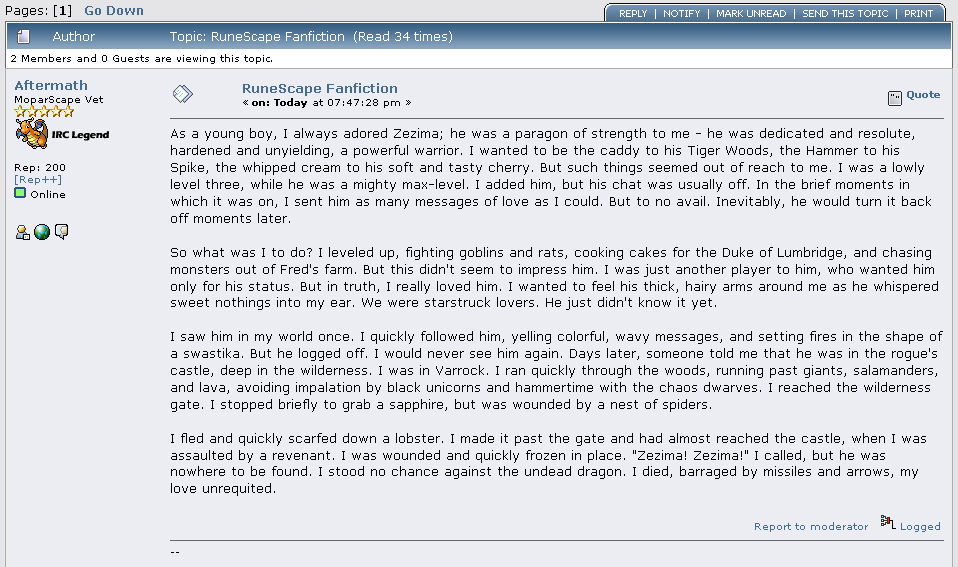 Pages: [1] Go Down
REPLY | NOTIFY | MARK UNREAD | SEND THIS TOPIC | PRINT
Author Topic: RuneScape Fanfiction (Read 34 times)
2 Members and 0 Guests are viewing this topic.
Aftermath
MoparScape Vet
IRC Legend
Rep: 200
[Rep++]
Online
RuneScape Fanfiction
« on: Today at 07:47:28 pm »
Quote
As a young boy, I always adored Zezima; he was a paragon of strength to me - he was dedicated and resolute,
hardened and unyielding, a powerful warrior. I wanted to be the caddy to his Tiger Woods, the Hammer to his
Spike, the whipped cream to his soft and tasty cherry. But such things seemed out of reach to me. I was a lowly
level three, while he was a mighty max-level. I added him, but his chat was usually off. In the brief moments in
which it was on, I sent him as many messages of love as I could. But to no avail. Inevitably, he would turn it back
off moments later.
So what was I to do? I leveled up, fighting goblins and rats, cooking cakes for the Duke of Lumbridge, and chasing
monsters out of Fred's farm. But this didn't seem to impress him. I was just another player to him, who wanted him
only for his status. But in truth, I really loved him. I wanted to feel his thick, hairy arms around me as he whispered
sweet nothings into my ear. We were starstruck lovers. He just didn't know it yet.
I saw him in my world once. I quickly followed him, yelling colorful, wavy messages, and setting fires in the shape of
a swastika. But he logged off. I would never see him again. Days later, someone told me that he was in the rogue's
castle, deep in the wilderness. I was in Varrock. I ran quickly through the woods, running past giants, salamanders,
and lava, avoiding impalation by black unicorns and hammertime with the chaos dwarves. I reached the wilderness
gate. I stopped briefly to grab a sapphire, but was wounded by a nest of spiders.
I fled and quickly scarfed down a lobster. I made it past the gate and had almost reached the castle, when I was
assaulted by a revenant. I was wounded and quickly frozen in place. "Zezima! Zezima!" I called, but he was
nowhere to be found. I stood no chance against the undead dragon. I died, barraged by missiles and arrows, my
love unrequited.
Report to moderator Logged
--